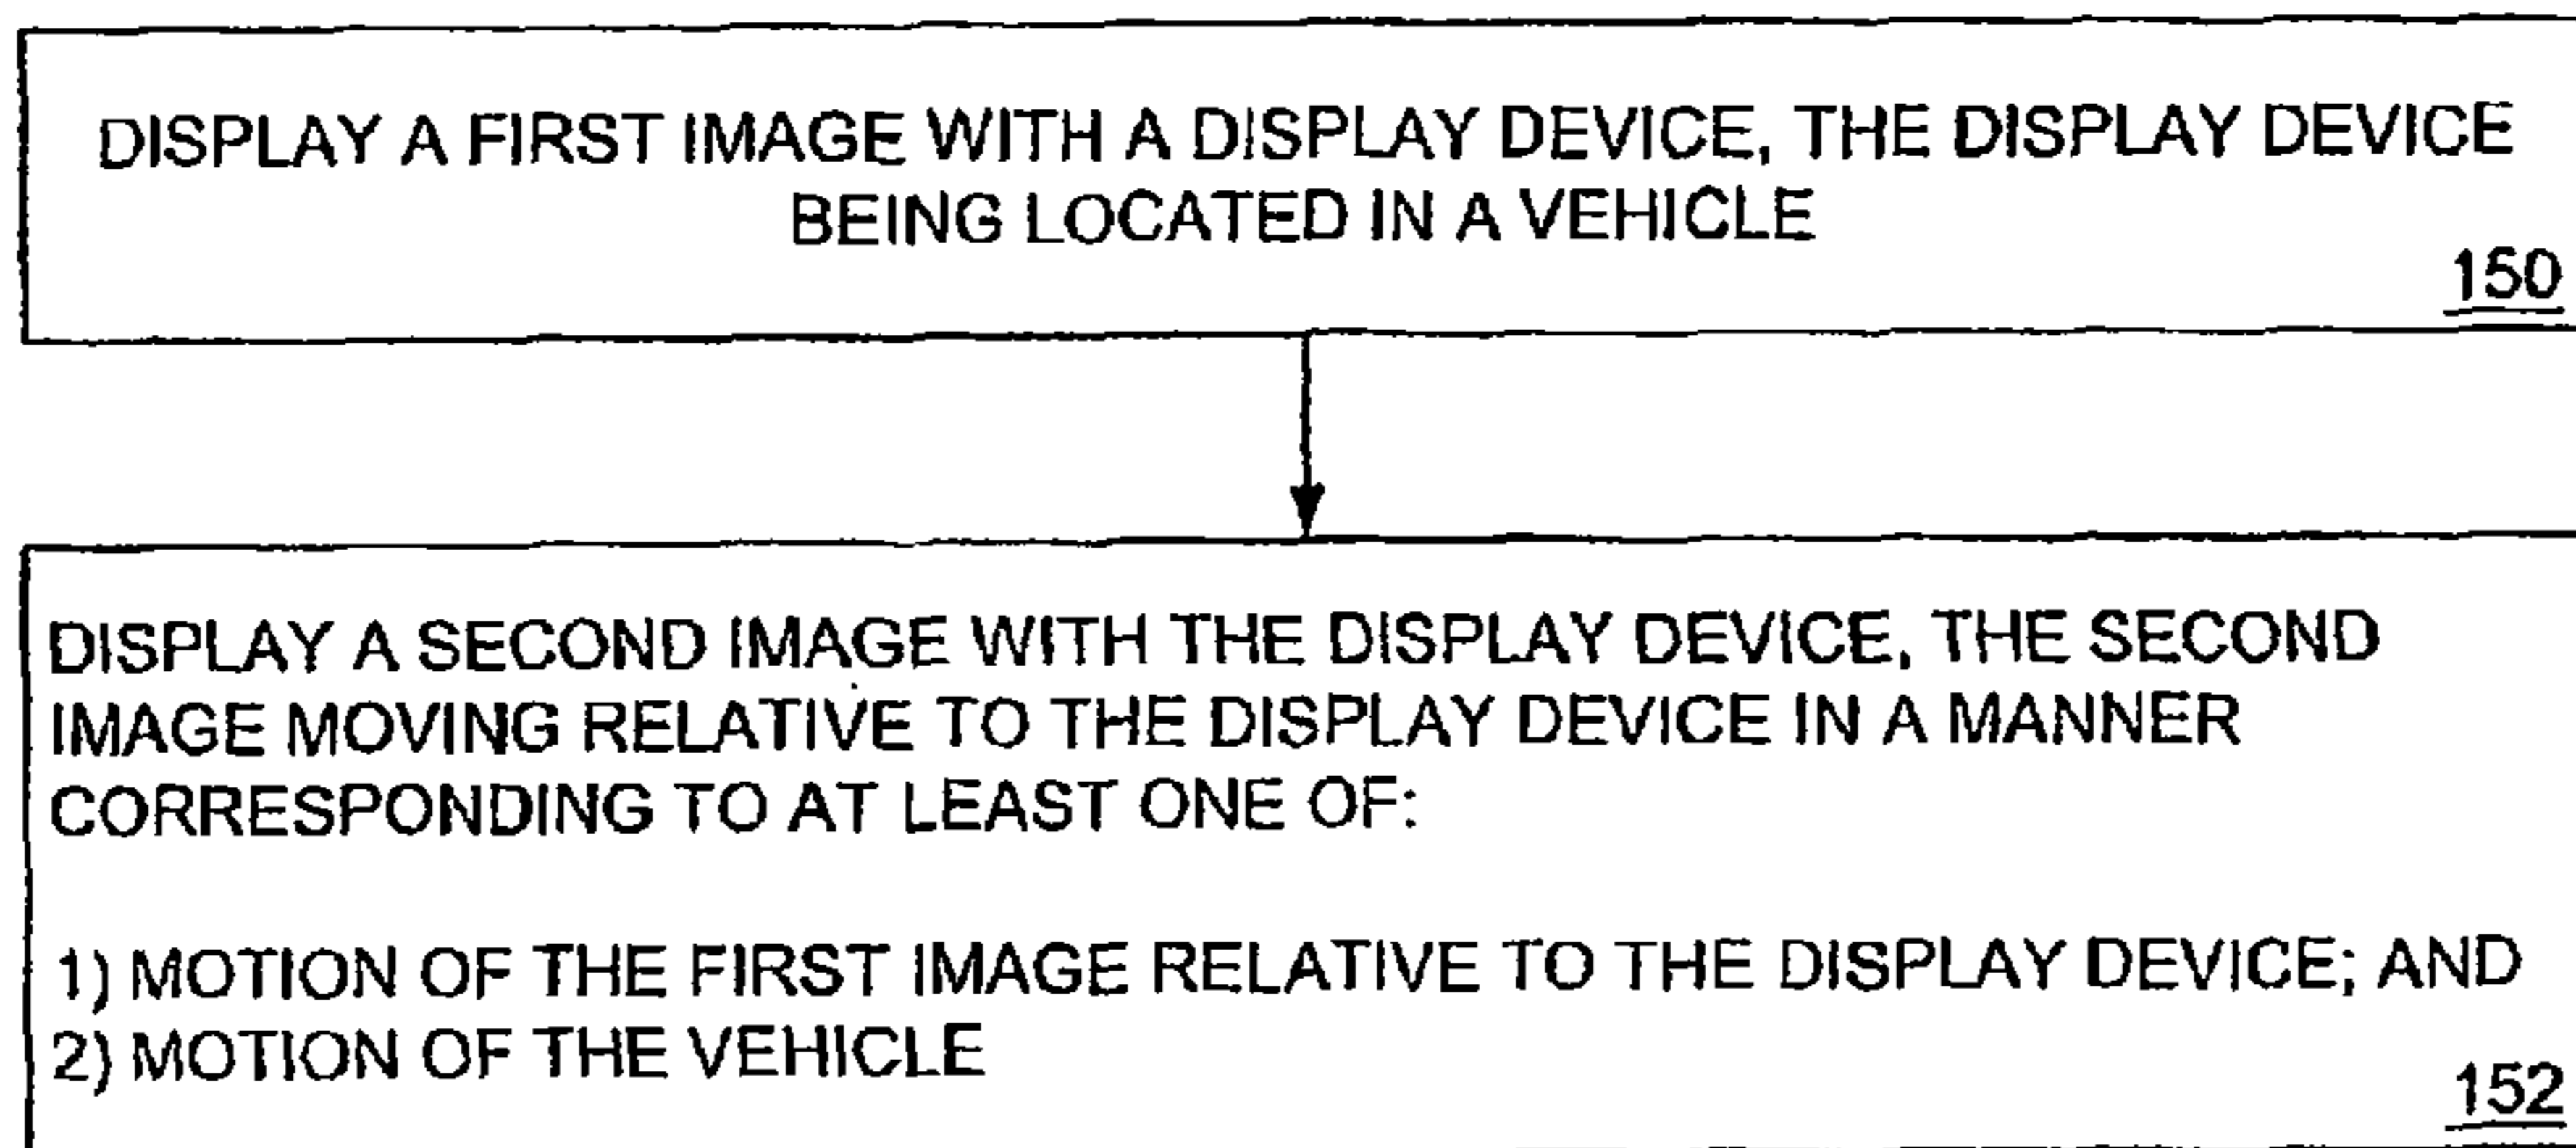 DISPLAY A FIRST IMAGE WITH A DISPLAY DEVICE, THE DISPLAY DEVICE
BEING LOCATED IN A VEHICLE
150
DISPLAY A SECOND IMAGE WITH THE DISPLAY DEVICE, THE SECOND
IMAGE MOVING RELATIVE TO THE DISPLAY DEVICE IN A MANNER
CORRESPONDING TO AT LEAST ONE OF:
1) MOTION OF THE FIRST IMAGE RELATIVE TO THE DISPLAY DEVICE; AND
2) MOTION OF THE VEHICLE
152